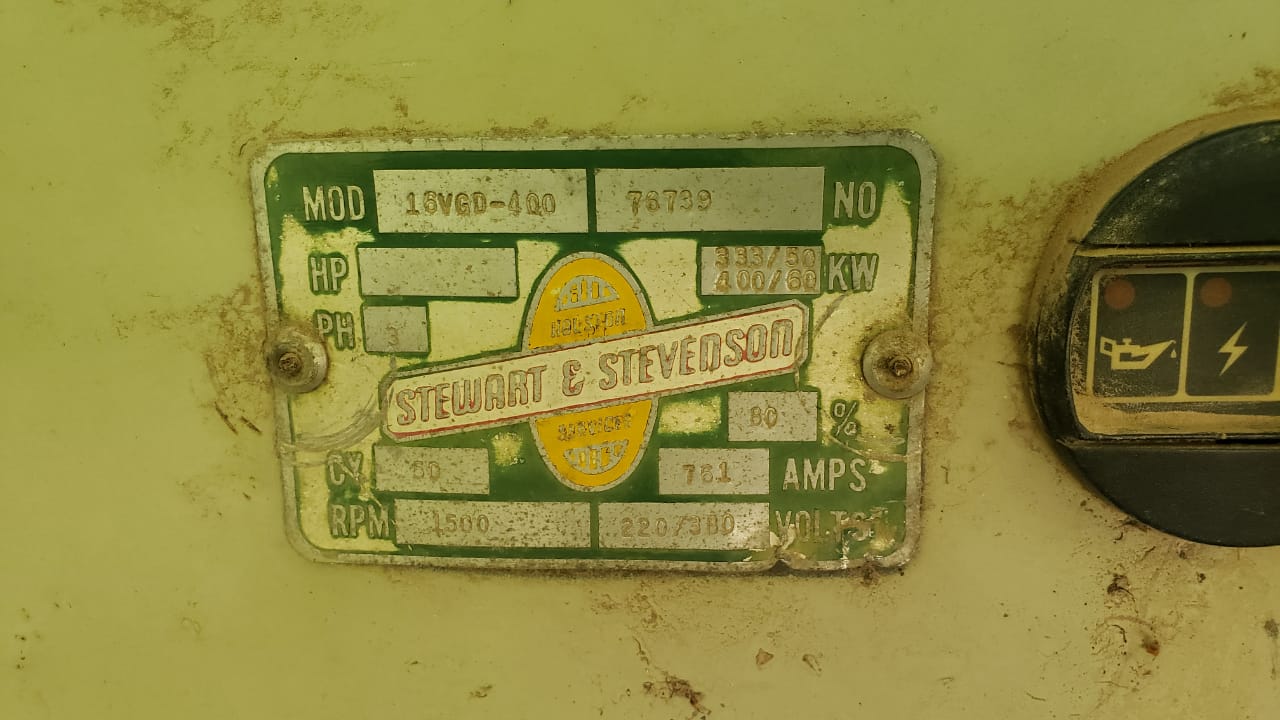 MOD 16VGD-400 76739 NO
HP 333/50 KW
400/60
PH 3
HOUSTON
STEWART & STEVENSON
80 %
CY 50 761 AMPS
RPM 1500 220/380 VOLTS